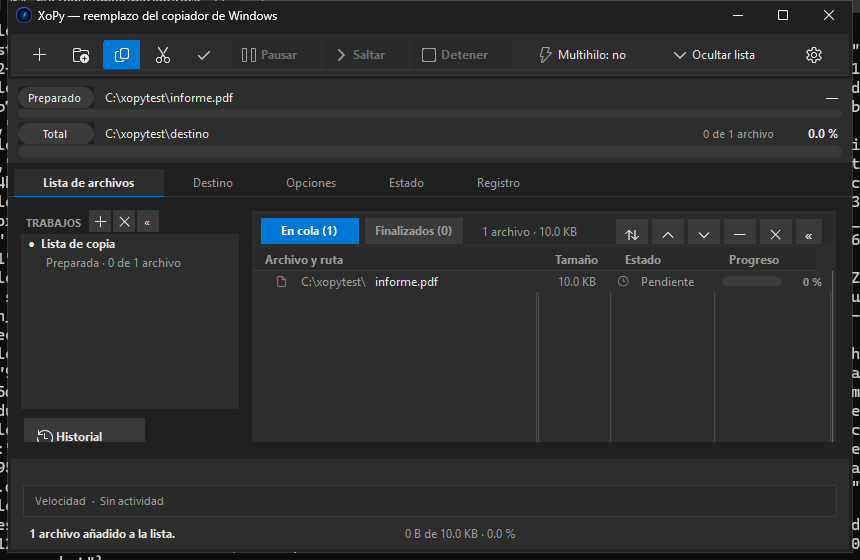 XoPy — reemplazo del copiador de Windows
Pausar Saltar Detener Multihilo: no Ocultar lista
Preparado C:\xopytest\informe.pdf —
Total C:\xopytest\destino 0 de 1 archivo 0.0 %
Lista de archivos Destino Opciones Estado Registro
TRABAJOS + × «
En cola (1) Finalizados (0) 1 archivo · 10.0 KB «
Lista de copia
Preparada · 0 de 1 archivo
Archivo y ruta Tamaño Estado Progreso
C:\xopytest\ informe.pdf 10.0 KB Pendiente 0 %
Historial
Velocidad · Sin actividad
1 archivo añadido a la lista. 0 B de 10.0 KB · 0.0 %